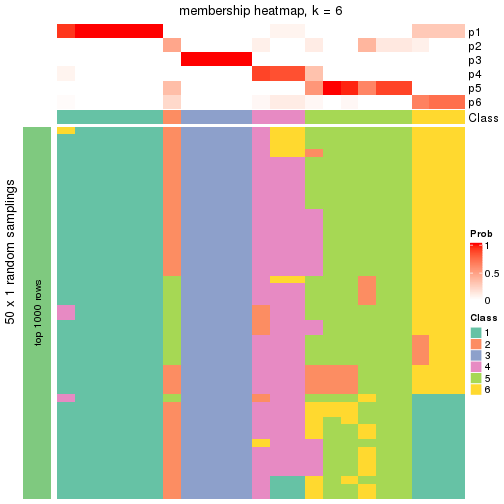 membership heatmap, k = 6
p1
p2
p3
p4
p5
p6
Class
50 x 1 random samplings
top 1000 rows
Prob
1
0.5
0
Class
1
2
3
4
5
6